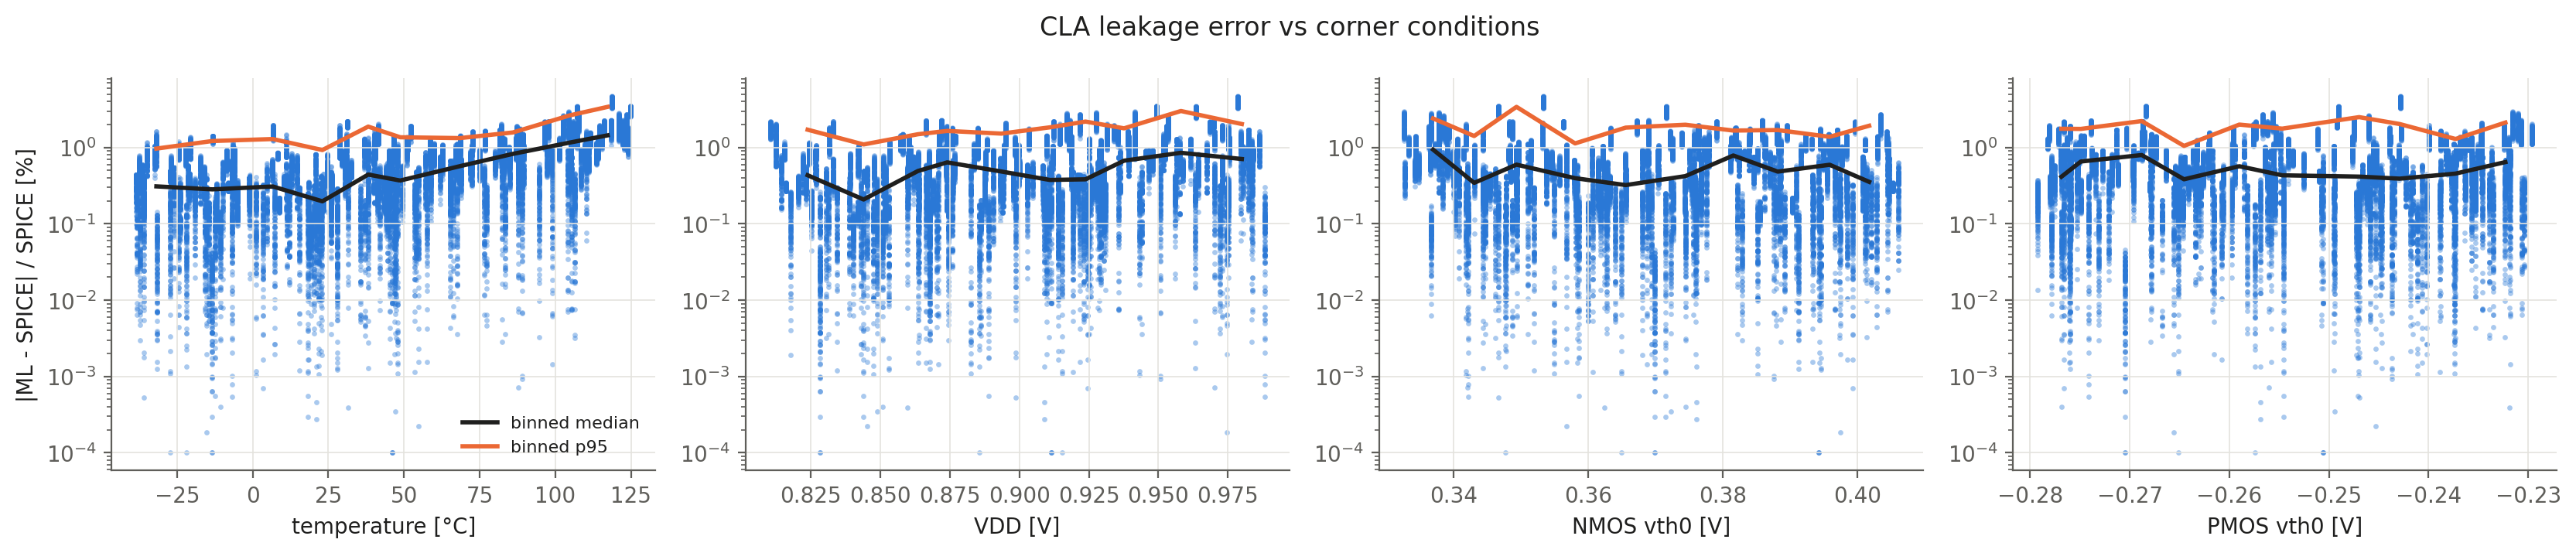 CLA leakage error vs corner conditions
|ML - SPICE| / SPICE [%]
10⁰
10⁻¹
10⁻²
10⁻³
10⁻⁴
binned median
binned p95
−25 0 25 50 75 100 125
temperature [°C]
10⁰
10⁻¹
10⁻²
10⁻³
10⁻⁴
0.825 0.850 0.875 0.900 0.925 0.950 0.975
VDD [V]
10⁰
10⁻¹
10⁻²
10⁻³
10⁻⁴
0.34 0.36 0.38 0.40
NMOS vth0 [V]
10⁰
10⁻¹
10⁻²
10⁻³
10⁻⁴
−0.28 −0.27 −0.26 −0.25 −0.24 −0.23
PMOS vth0 [V]